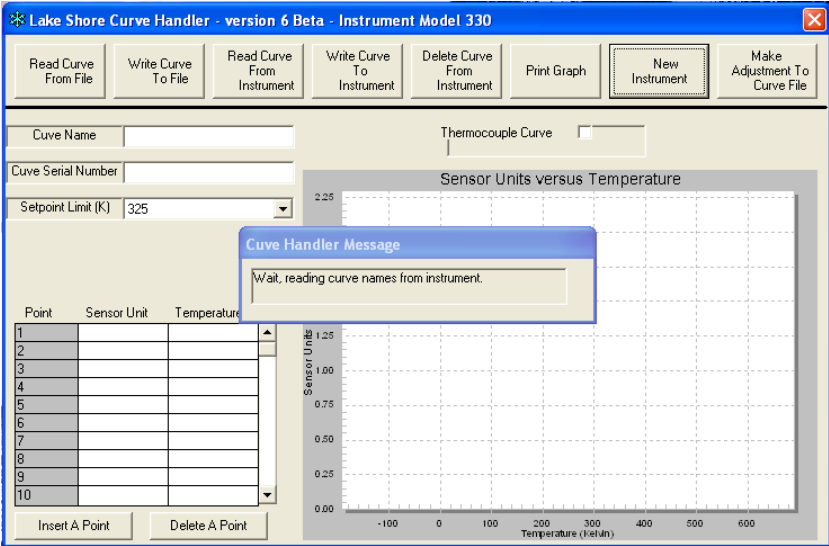 Lake Shore Curve Handler - version 6 Beta - Instrument Model 330
Read Curve
From File
Write Curve
To File
Read Curve
From
Instrument
Write Curve
To
Instrument
Delete Curve
From
Instrument
Print Graph
New
Instrument
Make
Adjustment To
Curve File
Cuve Name
Thermocouple Curve
Cuve Serial Number
Setpoint Limit (K) 325
Sensor Units versus Temperature
2.25
Cuve Handler Message
Wait, reading curve names from instrument.
Point Sensor Unit Temperature
1
2
3
4
5
6
7
8
9
10
Sensor Units
1.25
1.00
0.75
0.50
0.25
0.00
-100 0 100 200 300 400 500 600
Temperature (Kelvin)
Insert A Point
Delete A Point